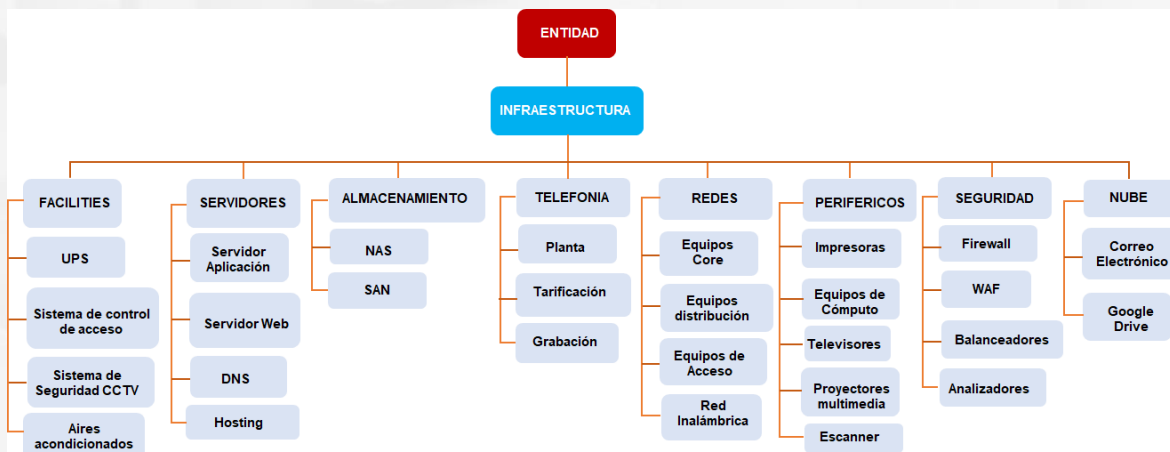 ENTIDAD
INFRAESTRUCTURA
FACILITIES
UPS
Sistema de control
de acceso
Sistema de
Seguridad CCTV
Aires
acondicionados
SERVIDORES
Servidor
Aplicación
Servidor Web
DNS
Hosting
ALMACENAMIENTO
NAS
SAN
TELEFONIA
Planta
Tarificación
Grabación
REDES
Equipos
Core
Equipos
distribución
Equipos de
Acceso
Red
Inalámbrica
PERIFERICOS
Impresoras
Equipos de
Cómputo
Televisores
Proyectores
multimedia
Escanner
SEGURIDAD
Firewall
WAF
Balanceadores
Analizadores
NUBE
Correo
Electrónico
Google
Drive